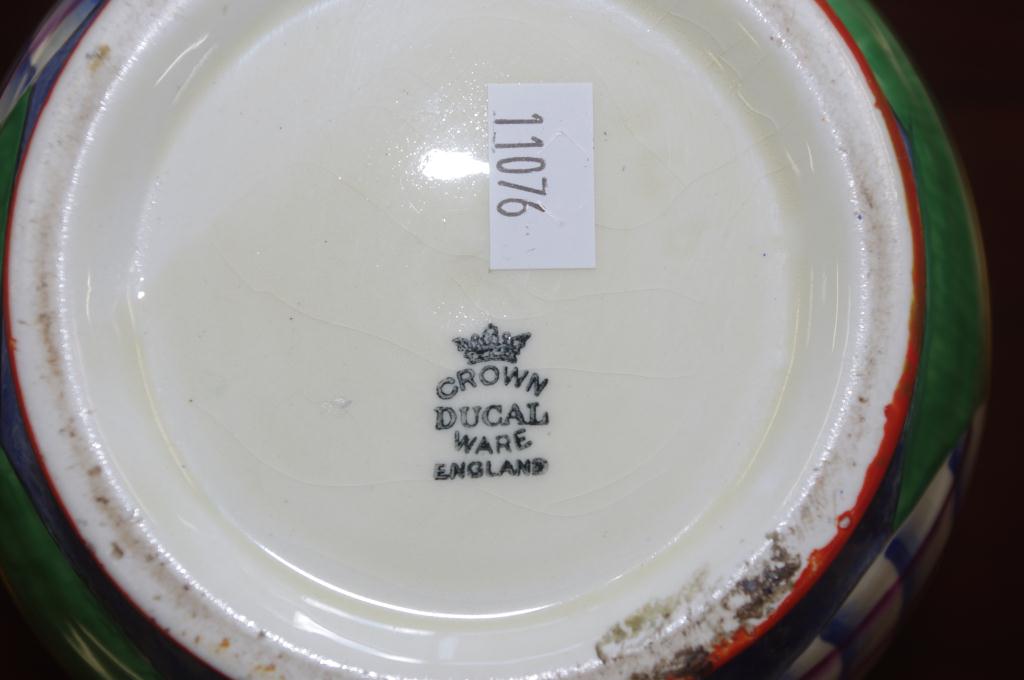 11076
CROWN
DUCAL
WARE
ENGLAND